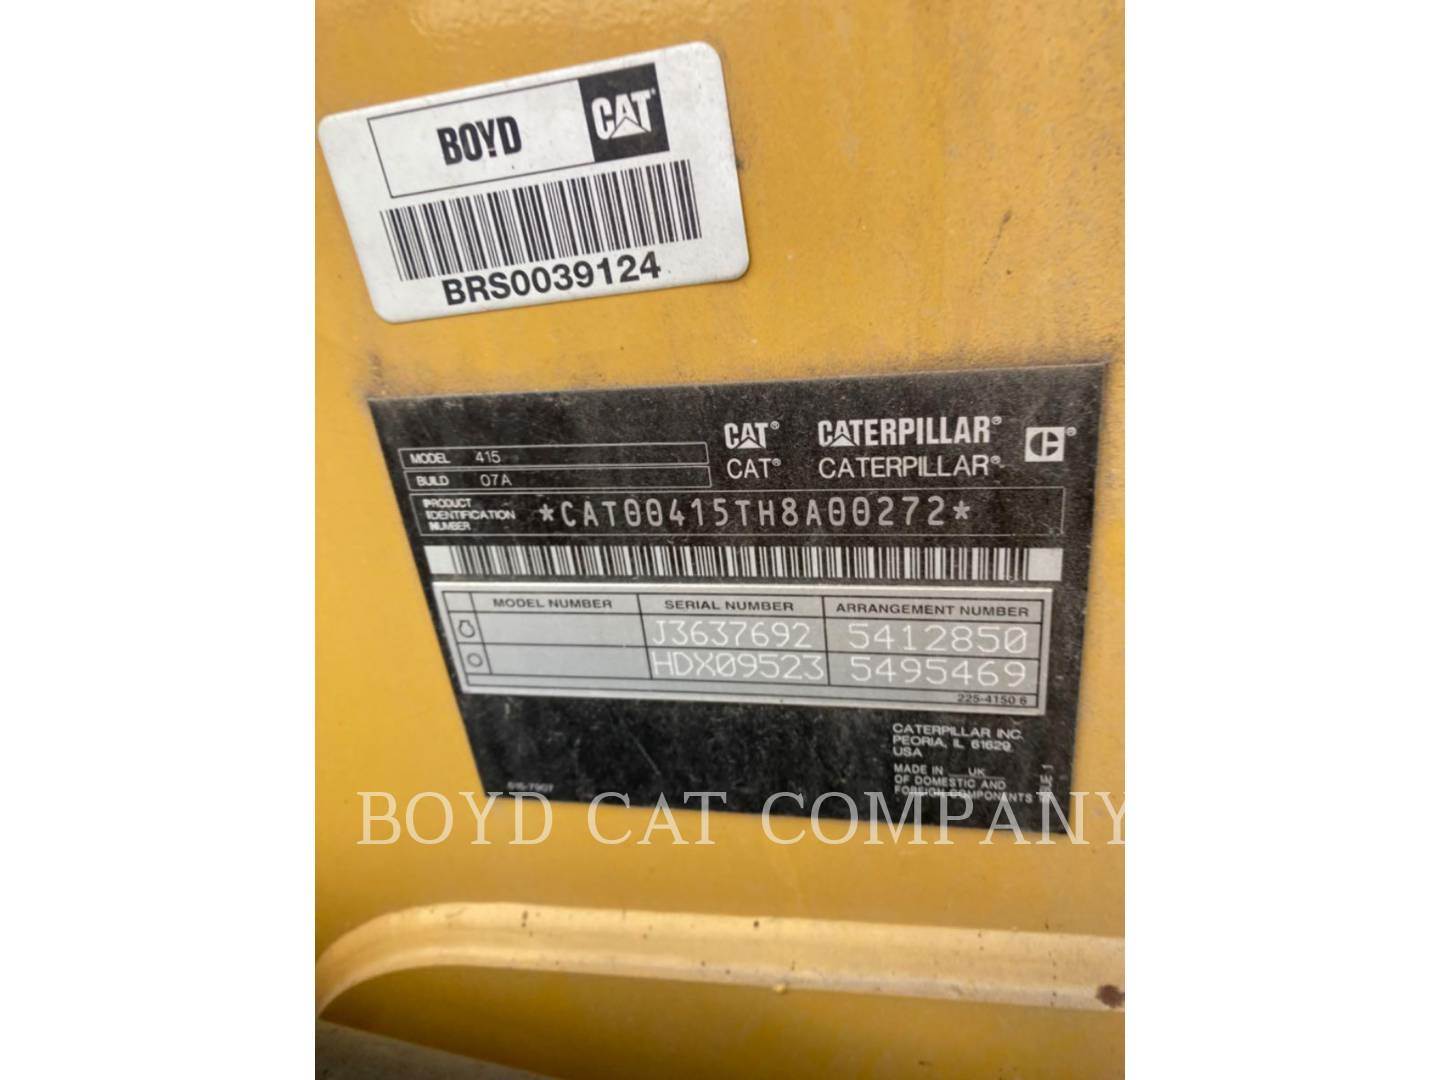 BOYD CAT
BRS0039124
CAT® CATERPILLAR®
CAT® CATERPILLAR®
MODEL 415
BUILD 07A
PRODUCT IDENTIFICATION NUMBER *CAT00415TH8A00272*
MODEL NUMBER SERIAL NUMBER ARRANGEMENT NUMBER
J3637692 5412850
HDX09523 5495469
225-4150 6
CATERPILLAR INC.
PEORIA, IL 61629
USA
MADE IN UK
OF DOMESTIC AND
FOREIGN COMPONENTS
BOYD CAT COMPANY